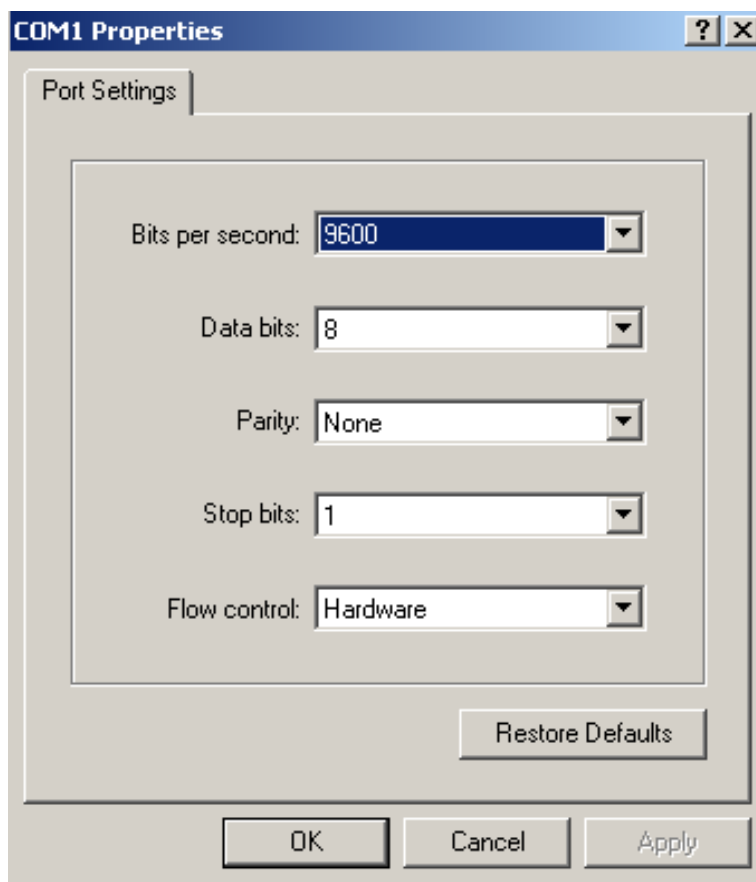 COM1 Properties
Port Settings
Bits per second: 9600
Data bits: 8
Parity: None
Stop bits: 1
Flow control: Hardware
Restore Defaults
OK Cancel Apply